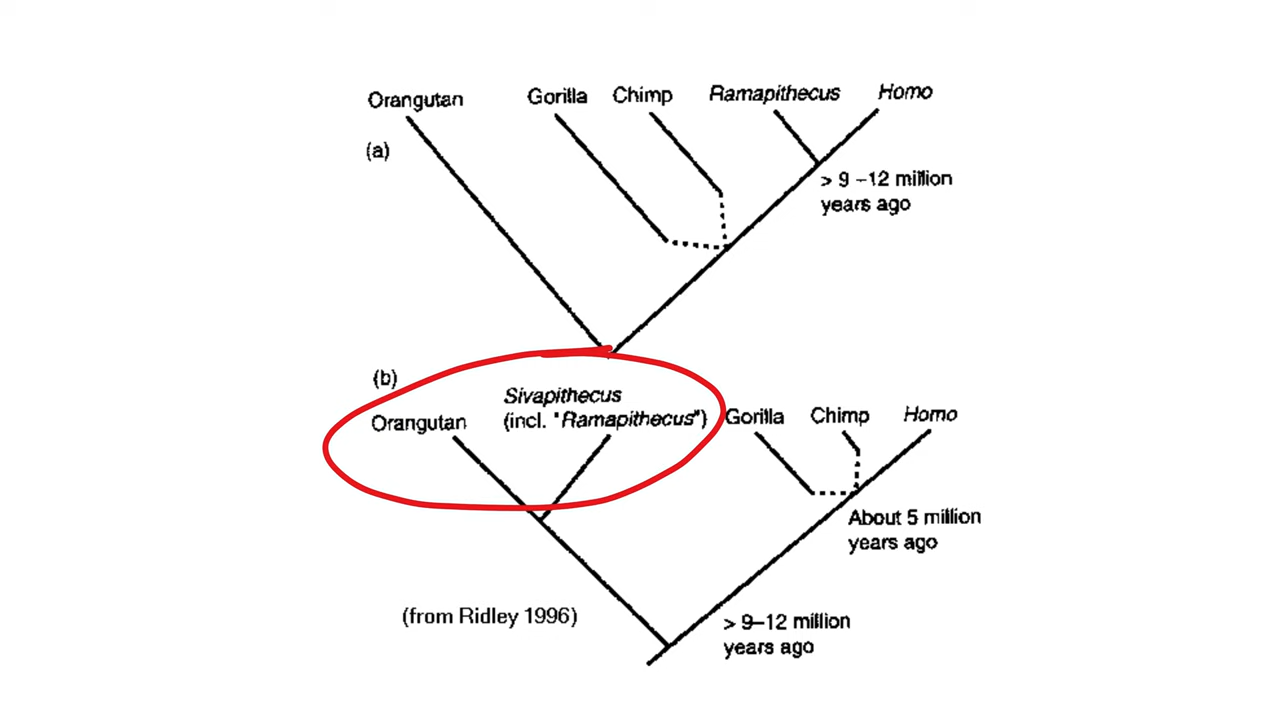 Orangutan Gorilla Chimp Ramapithecus Homo
(a)
> 9 –12 million
years ago
(b)
Sivapithecus
Orangutan (incl. "Ramapithecus") Gorilla Chimp Homo
About 5 million
years ago
(from Ridley 1996)
> 9–12 million
years ago